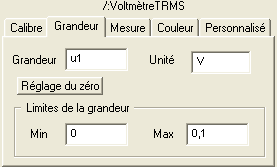 /:VoltmètreTRMS
Calibre Grandeur Mesure Couleur Personnalisé
Grandeur u1 Unité V
Réglage du zéro
Limites de la grandeur
Min 0 Max 0,1